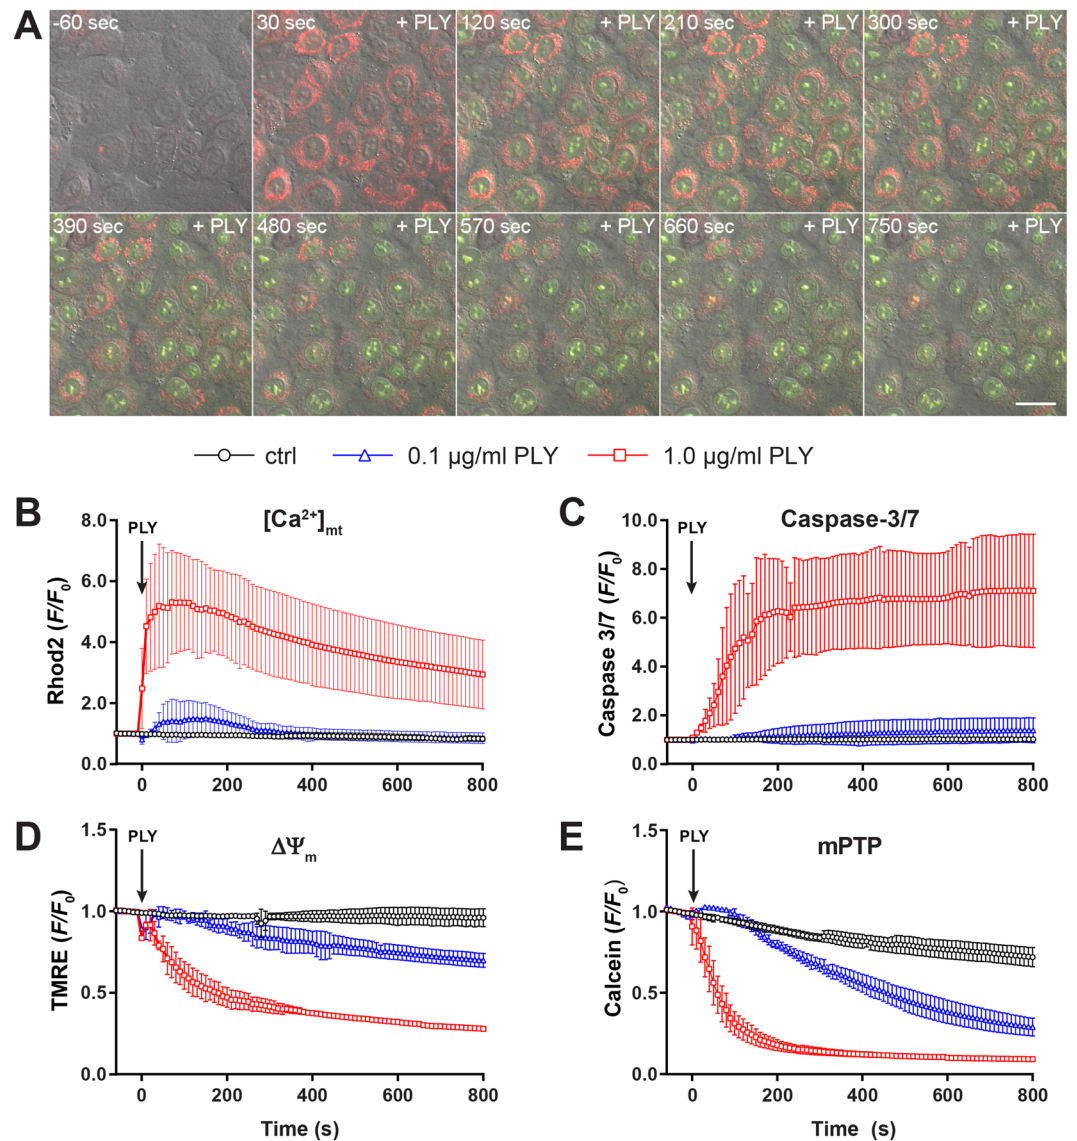 A
-60 sec
30 sec + PLY
120 sec + PLY
210 sec + PLY
300 sec + PLY
390 sec + PLY
480 sec + PLY
570 sec + PLY
660 sec + PLY
750 sec + PLY
ctrl
0.1 µg/ml PLY
1.0 µg/ml PLY
B
[Ca²⁺]mt
PLY
Rhod2 (F/F₀)
8.0
6.0
4.0
2.0
0.0
0 200 400 600 800
C
Caspase-3/7
PLY
Caspase 3/7 (F/F₀)
10.0
8.0
6.0
4.0
2.0
0.0
0 200 400 600 800
D
ΔΨm
PLY
TMRE (F/F₀)
1.5
1.0
0.5
0.0
0 200 400 600 800
Time (s)
E
mPTP
PLY
Calcein (F/F₀)
1.5
1.0
0.5
0.0
0 200 400 600 800
Time (s)